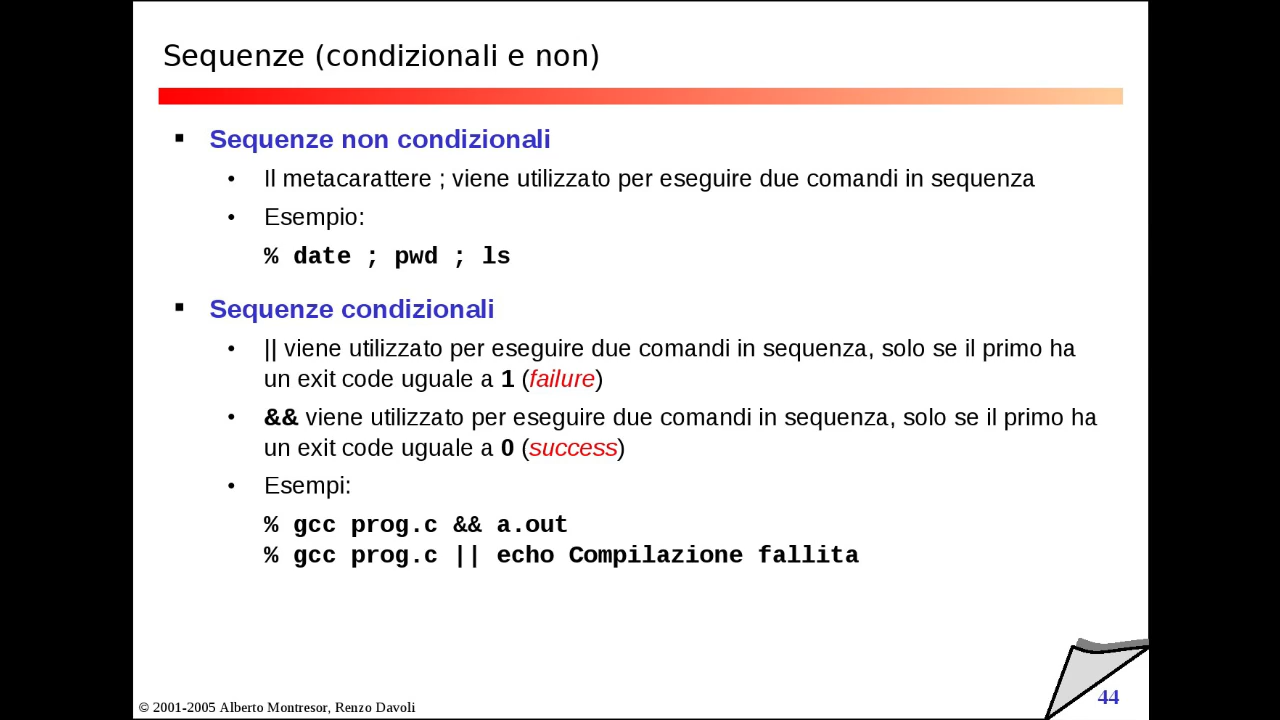 Sequenze (condizionali e non)
Sequenze non condizionali
Il metacarattere ; viene utilizzato per eseguire due comandi in sequenza
Esempio:
% date ; pwd ; ls
Sequenze condizionali
|| viene utilizzato per eseguire due comandi in sequenza, solo se il primo ha
un exit code uguale a 1 (failure)
&& viene utilizzato per eseguire due comandi in sequenza, solo se il primo ha
un exit code uguale a 0 (success)
Esempi:
% gcc prog.c && a.out
% gcc prog.c || echo Compilazione fallita
© 2001-2005 Alberto Montresor, Renzo Davoli
44